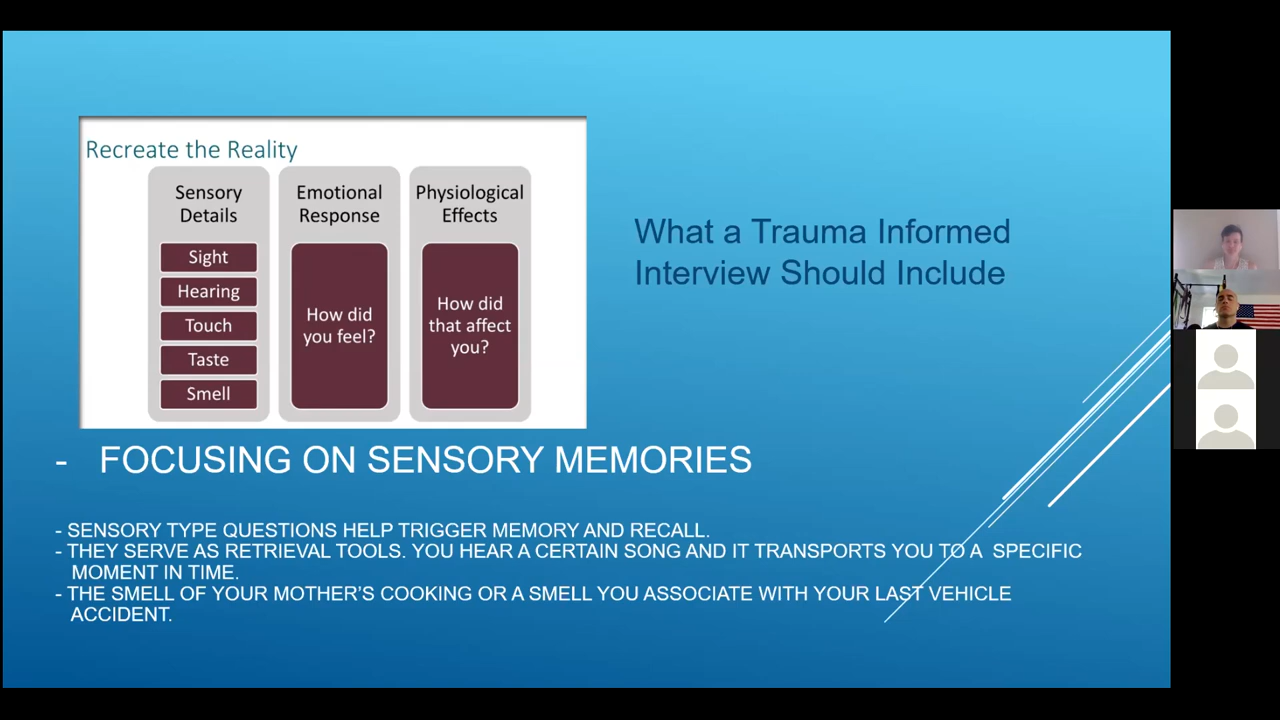 Recreate the Reality
Sensory
Details
Sight
Hearing
Touch
Taste
Smell
Emotional
Response
How did
you feel?
Physiological
Effects
How did
that affect
you?
What a Trauma Informed
Interview Should Include
- FOCUSING ON SENSORY MEMORIES
- SENSORY TYPE QUESTIONS HELP TRIGGER MEMORY AND RECALL.
- THEY SERVE AS RETRIEVAL TOOLS. YOU HEAR A CERTAIN SONG AND IT TRANSPORTS YOU TO A SPECIFIC
MOMENT IN TIME.
- THE SMELL OF YOUR MOTHER'S COOKING OR A SMELL YOU ASSOCIATE WITH YOUR LAST VEHICLE
ACCIDENT.